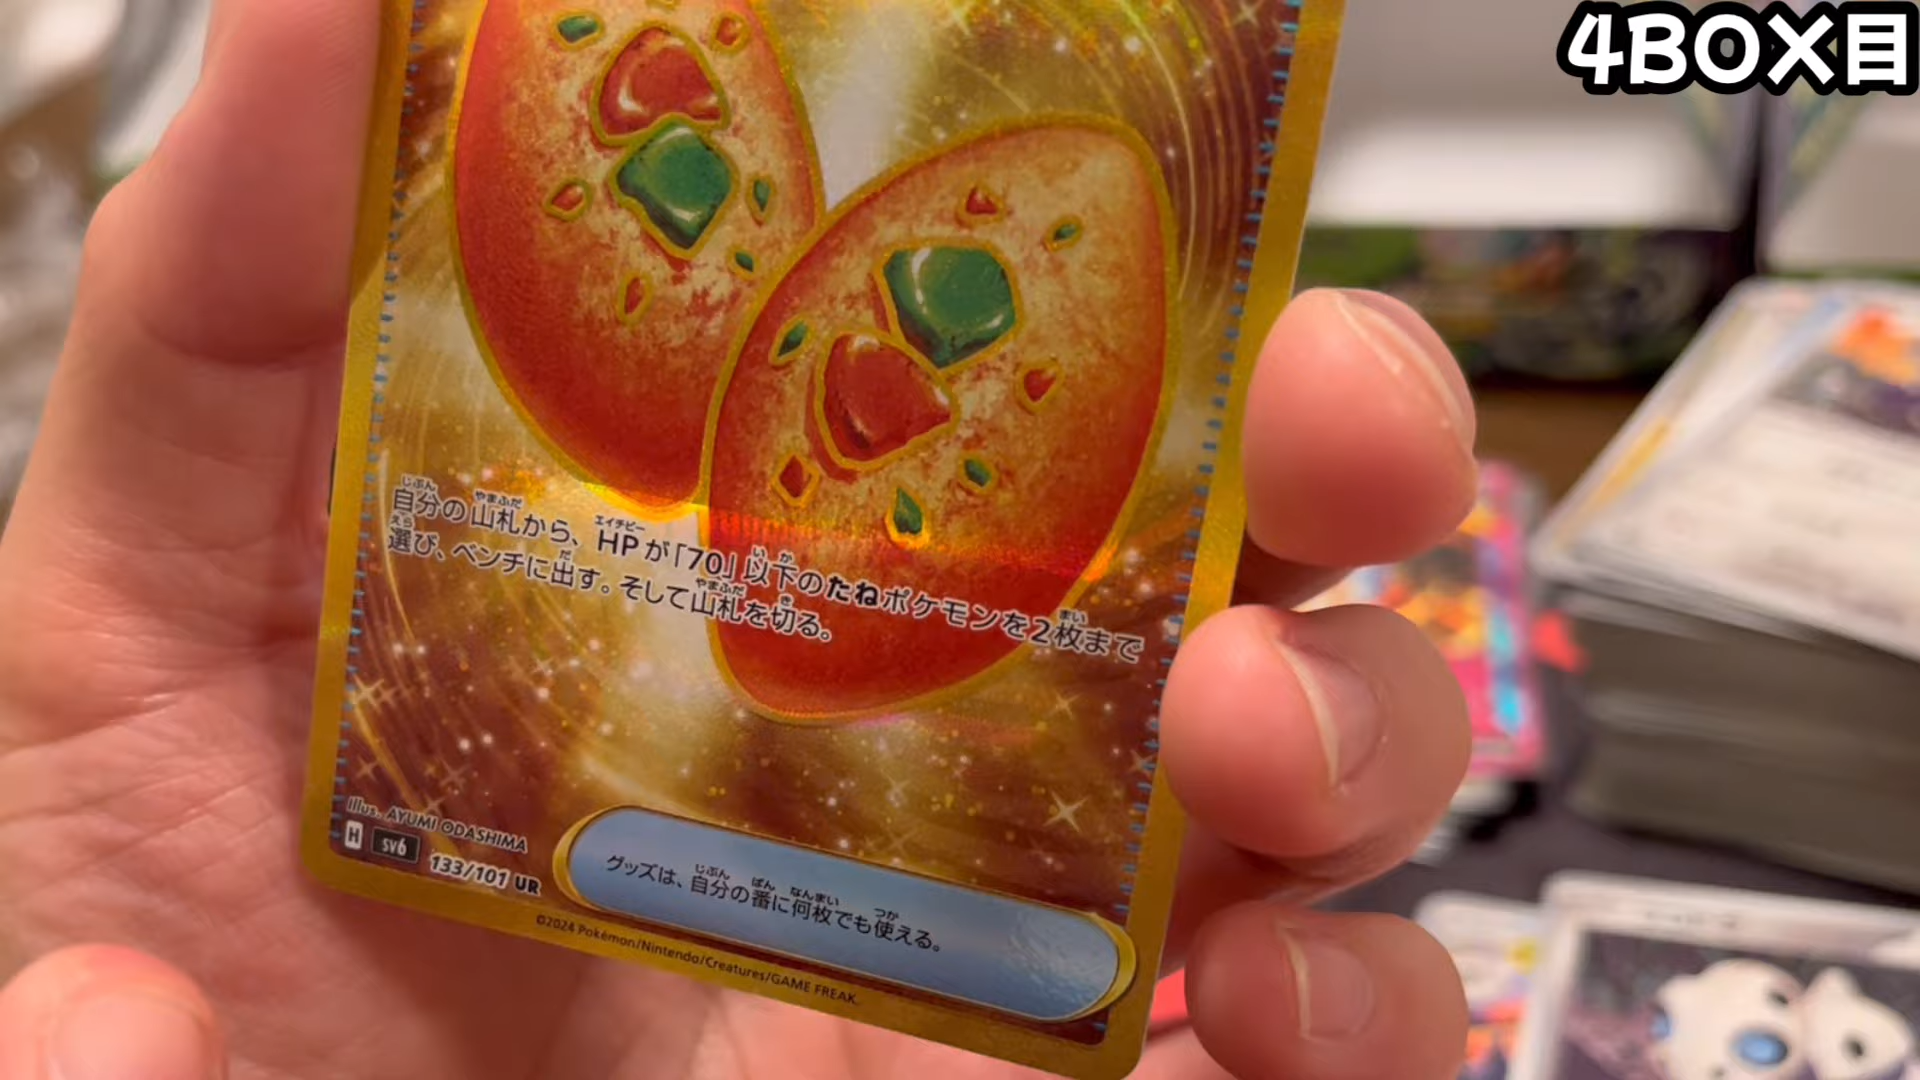 4BOX目
自分の山札から、HPが「70」以下のたねポケモンを2枚まで
選び、ベンチに出す。そして山札を切る。
Illus. AYUMI ODASHIMA
H SV6 133/101 UR
グッズは、自分の番に何枚でも使える。
©2024 Pokémon/Nintendo/Creatures/GAME FREAK.